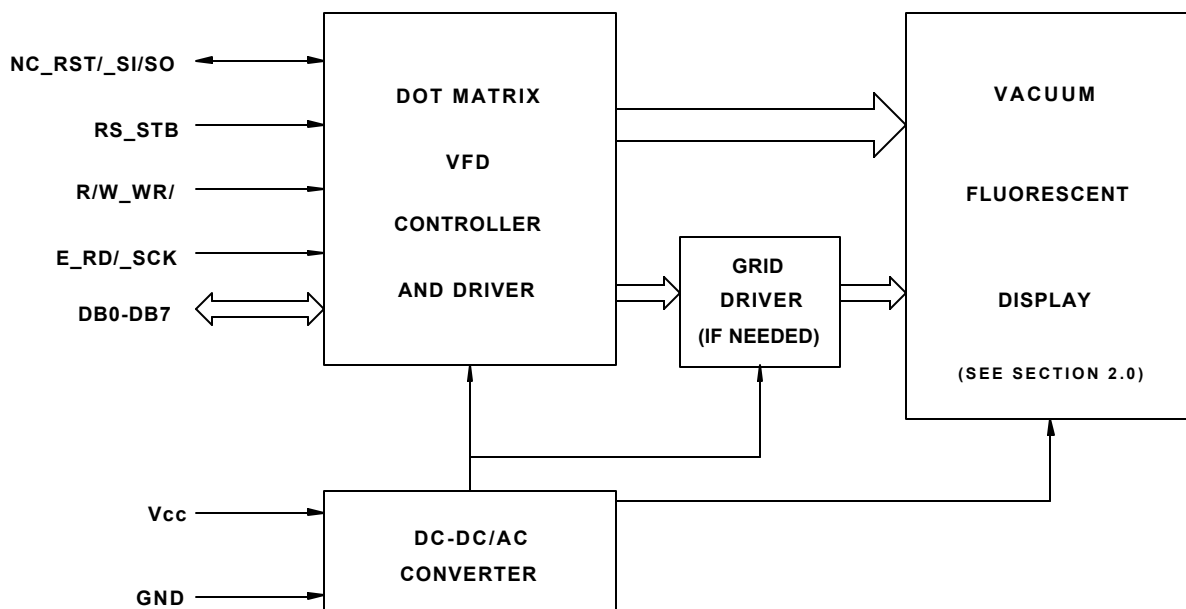 NC_RST/_SI/SO
RS_STB
R/W_WR/
E_RD/_SCK
DB0-DB7
DOT MATRIX
VFD
CONTROLLER
AND DRIVER
GRID
DRIVER
(IF NEEDED)
VACUUM
FLUORESCENT
DISPLAY
(SEE SECTION 2.0)
Vcc
GND
DC-DC/AC
CONVERTER